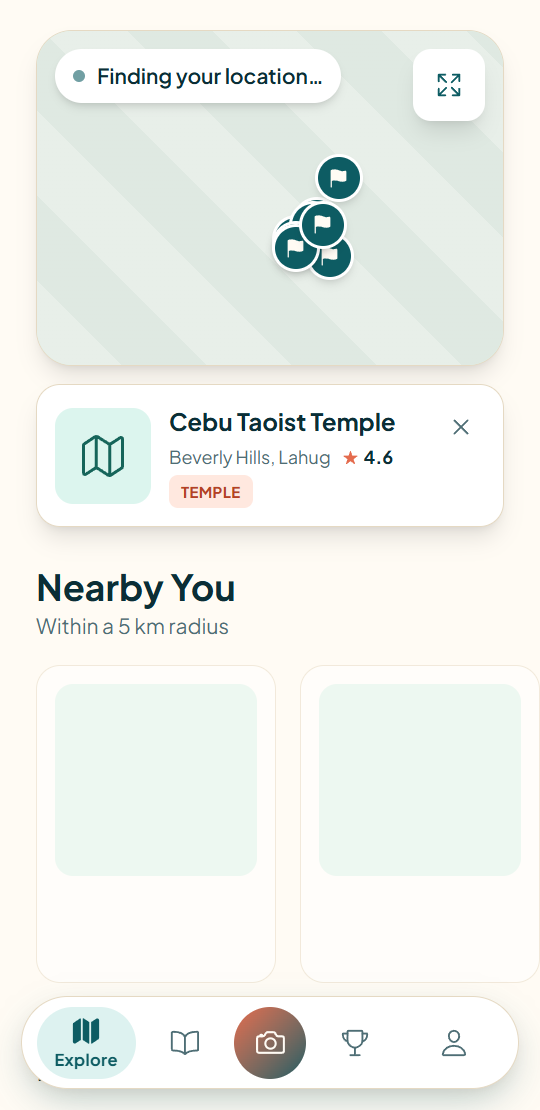 Finding your location...
Cebu Taoist Temple
Beverly Hills, Lahug ★ 4.6
TEMPLE
Nearby You
Within a 5 km radius
Explore